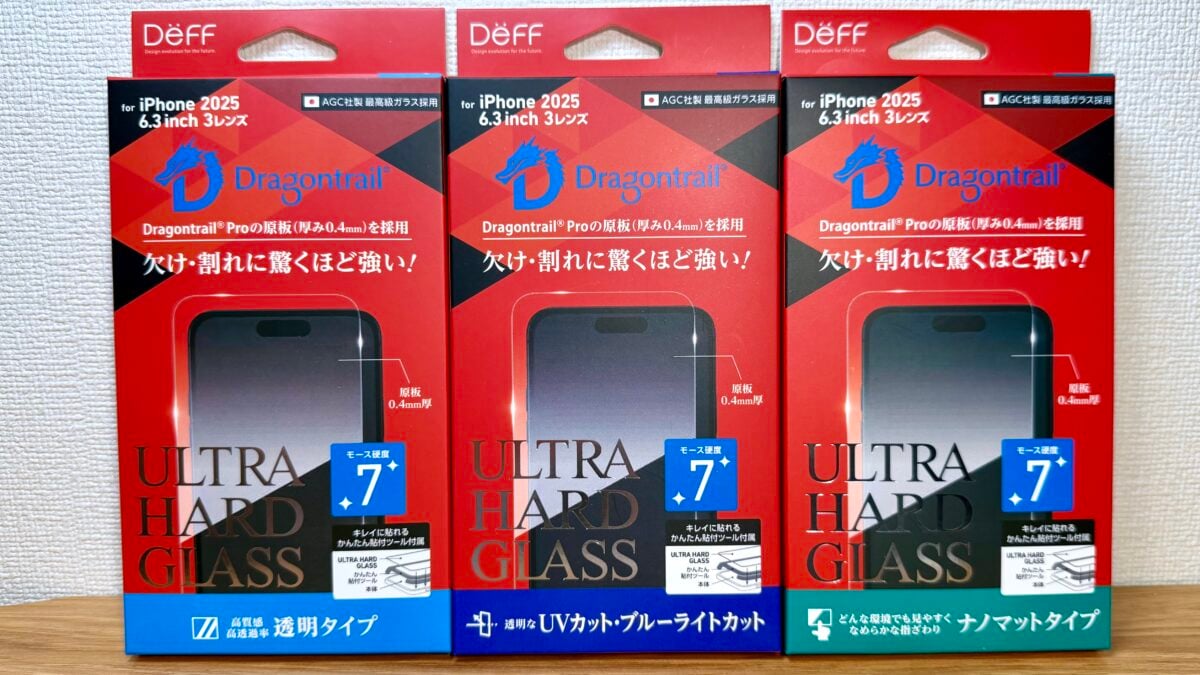 DEFF
Design evolution for the future.
for iPhone 2025
6.3inch 3レンズ
AGC社製 最高級ガラス採用
Dragontrail®
Dragontrail® Proの原板(厚み0.4mm)を採用
欠け・割れに驚くほど強い!
原板
0.4mm厚
ULTRA
HARD
GLASS
モース硬度
7
キレイに貼れる
かんたん貼付ツール付属
ULTRA HARD
GLASS
かんたん
貼付ツール
本体
高質感
高透過率 透明タイプ
DEFF
Design evolution for the future.
for iPhone 2025
6.3inch 3レンズ
AGC社製 最高級ガラス採用
Dragontrail®
Dragontrail® Proの原板(厚み0.4mm)を採用
欠け・割れに驚くほど強い!
原板
0.4mm厚
ULTRA
HARD
GLASS
モース硬度
7
キレイに貼れる
かんたん貼付ツール付属
ULTRA HARD
GLASS
かんたん
貼付ツール
本体
透明なUVカット・ブルーライトカット
DEFF
Design evolution for the future.
for iPhone 2025
6.3inch 3レンズ
AGC社製 最高級ガラス採用
Dragontrail®
Dragontrail® Proの原板(厚み0.4mm)を採用
欠け・割れに驚くほど強い!
原板
0.4mm厚
ULTRA
HARD
GLASS
モース硬度
7
キレイに貼れる
かんたん貼付ツール付属
ULTRA HARD
GLASS
かんたん
貼付ツール
本体
どんな環境でも見やすく
なめらかな指ざわり ナノマットタイプ